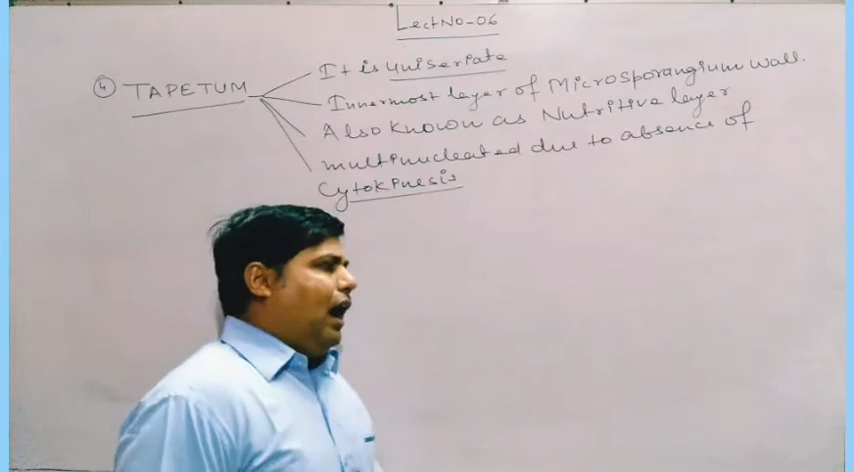 LectNo-06
④ TAPETUM
It is uniseriate
Innermost layer of Microsporangium wall.
Also known as Nutritive layer
multinucleated due to absence of
Cytokinesis